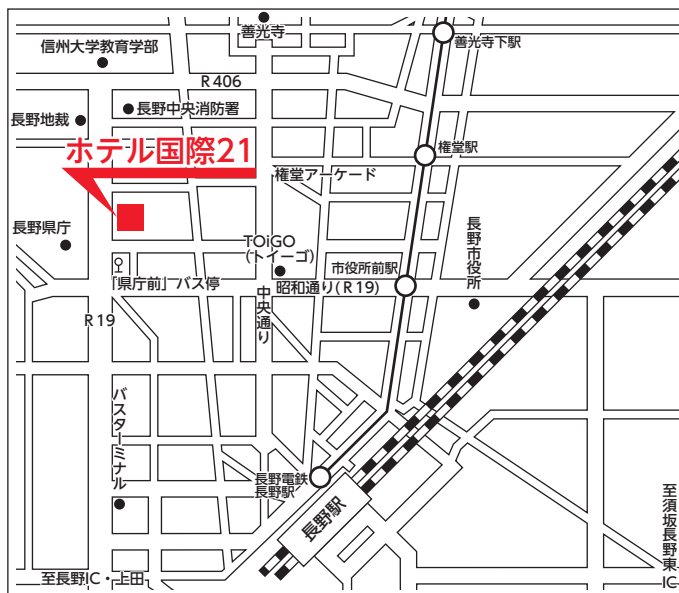 善光寺
善光寺下駅
信州大学教育学部
R406
長野中央消防署
長野地裁
ホテル国際21
権堂駅
権堂アーケード
長野県庁
TOiGO
(トイーゴ)
長野市役所
市役所前駅
「県庁前」バス停
昭和通り(R19)
中央通り
R19
バスターミナル
長野電鉄
長野駅
長野駅
至須坂長野東IC
至長野IC・上田